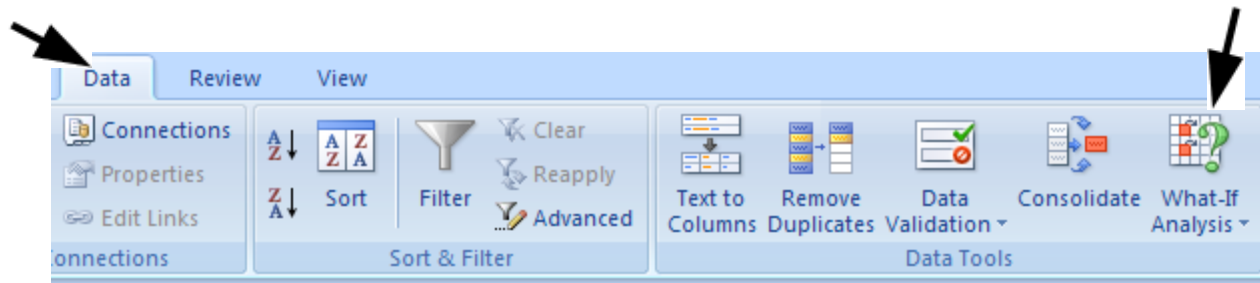 Data Review View
Connections
Properties
Edit Links
onnections
A
Z
Z
A
A Z
Z A
Sort
Filter
Clear
Reapply
Advanced
Sort & Filter
Text to
Columns
Remove
Duplicates
Data
Validation
Consolidate
What-If
Analysis
Data Tools